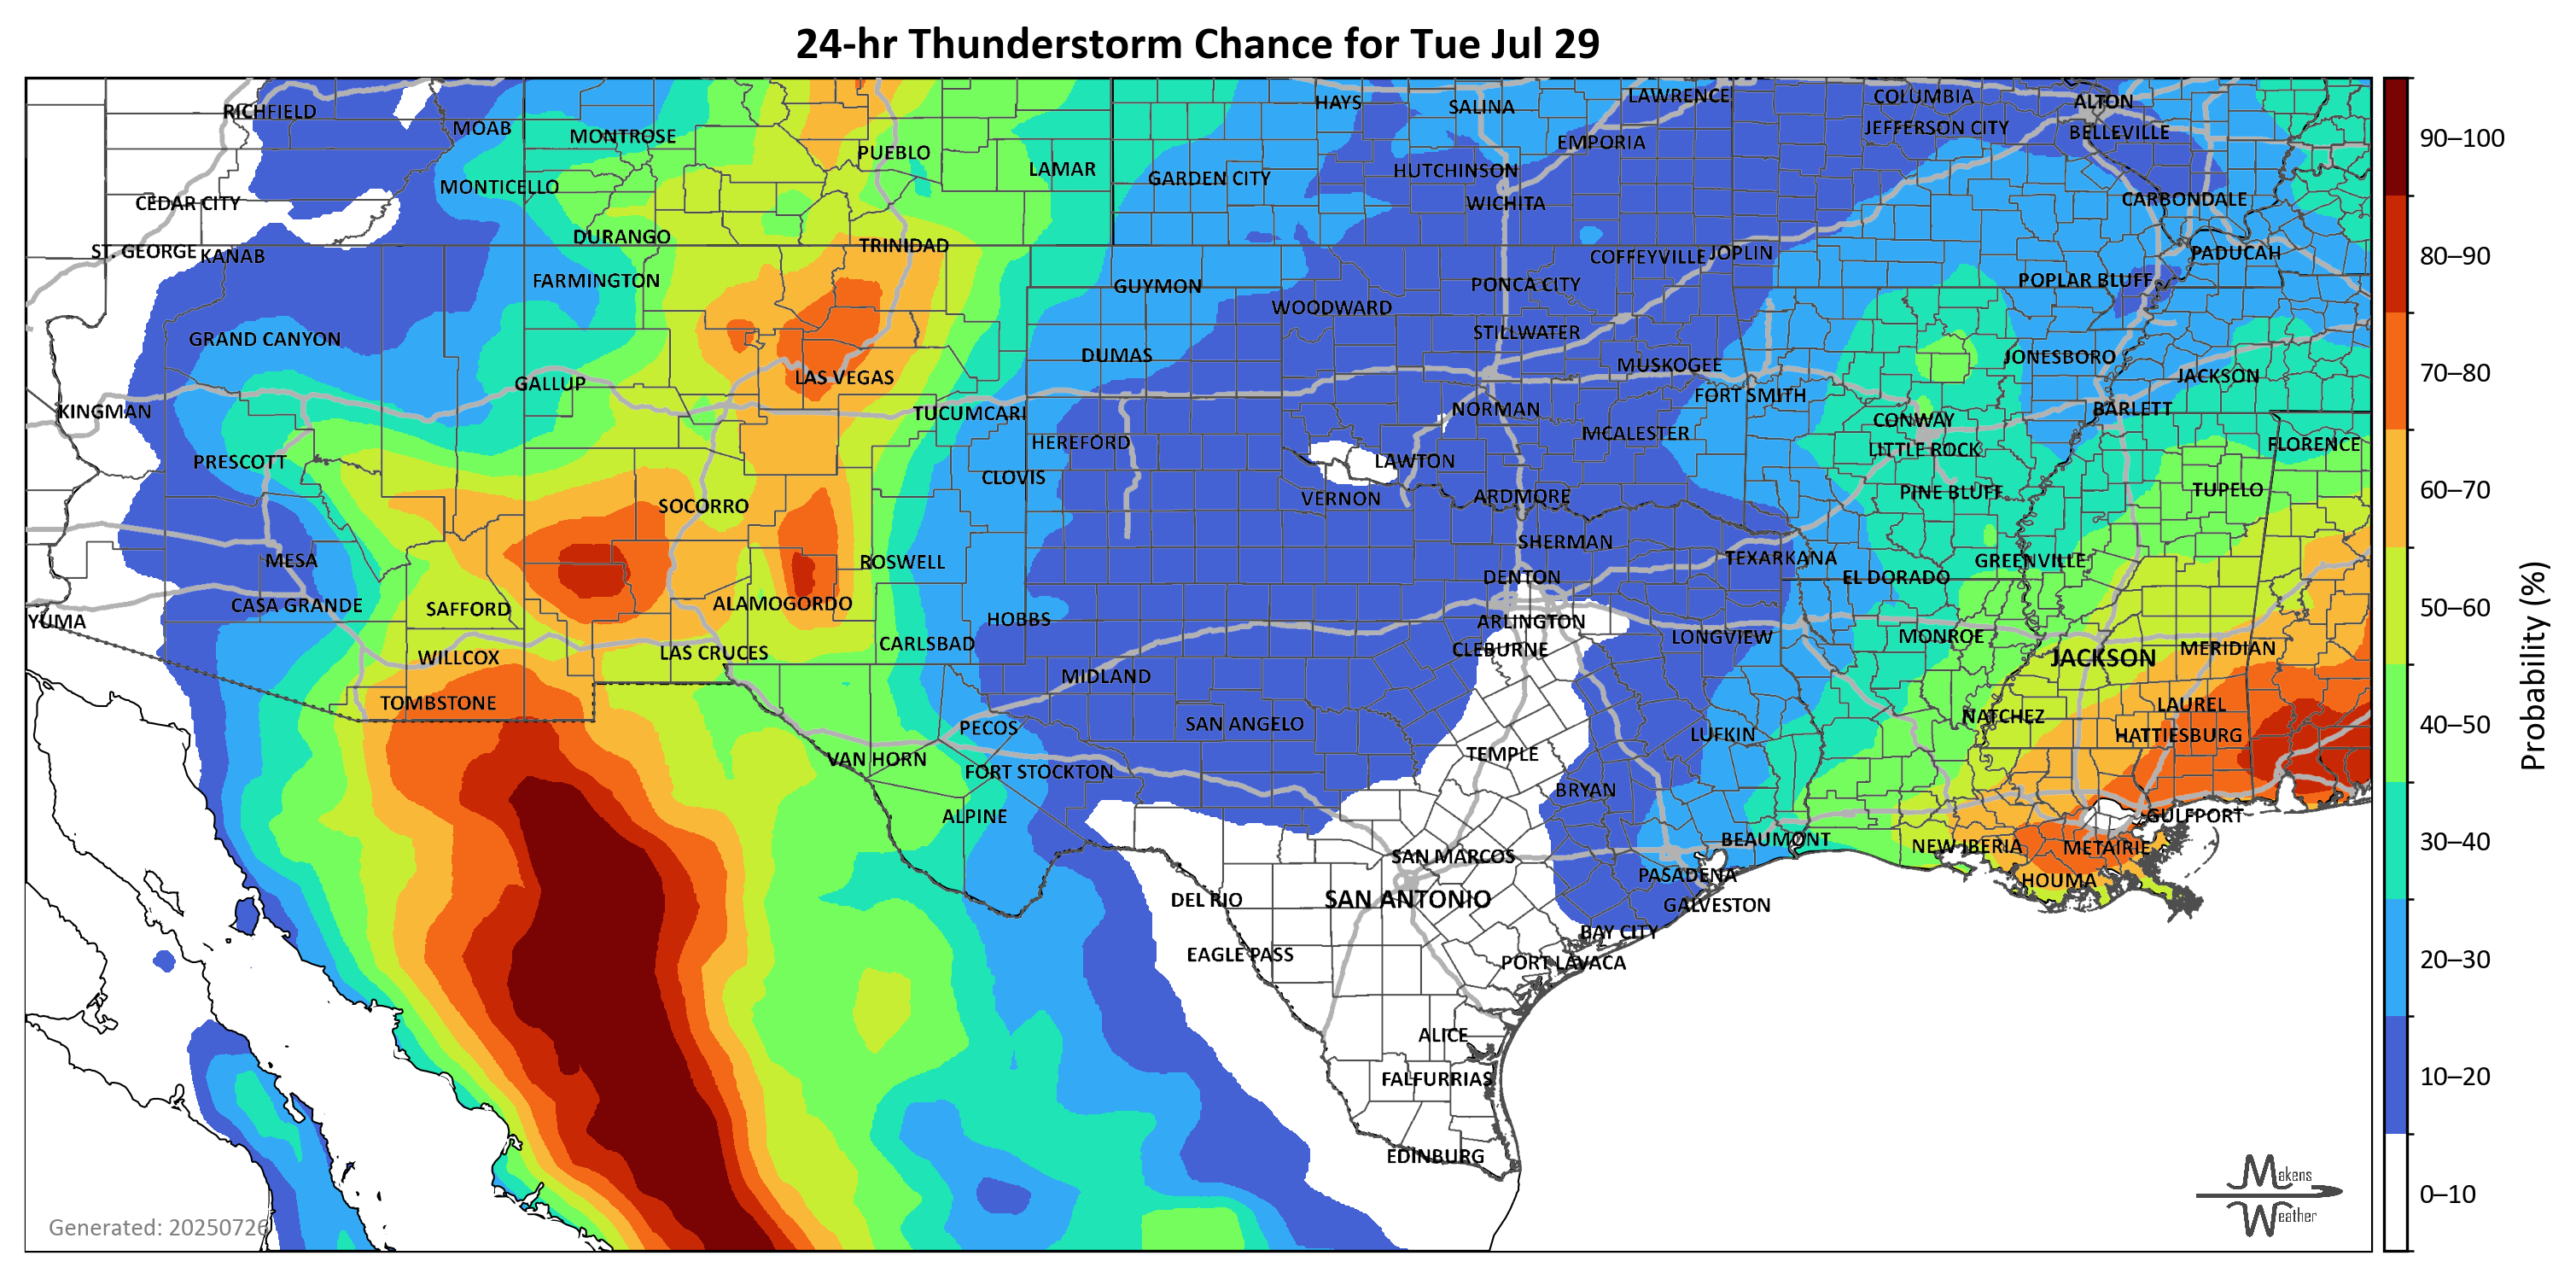 24-hr Thunderstorm Chance for Tue Jul 29
RICHFIELD
MOAB
MONTROSE
PUEBLO
LAMAR
HAYS
SALINA
LAWRENCE
COLUMBIA
ALTON
JEFFERSON CITY
BELLEVILLE
EMPORIA
MONTICELLO
CEDAR CITY
GARDEN CITY
HUTCHINSON
WICHITA
CARBONDALE
DURANGO
TRINIDAD
ST. GEORGE
KANAB
COFFEYVILLE
JOPLIN
PADUCAH
FARMINGTON
GUYMON
PONCA CITY
POPLAR BLUFF
WOODWARD
GRAND CANYON
STILLWATER
DUMAS
JONESBORO
MUSKOGEE
LAS VEGAS
GALLUP
JACKSON
FORT SMITH
KINGMAN
TUCUMCARI
NORMAN
BARLETT
CONWAY
HEREFORD
MCALESTER
LITTLE ROCK
FLORENCE
PRESCOTT
LAWTON
CLOVIS
SOCORRO
VERNON
ARDMORE
PINE BLUFF
TUPELO
MESA
ROSWELL
SHERMAN
TEXARKANA
GREENVILLE
CASA GRANDE
SAFFORD
ALAMOGORDO
DENTON
EL DORADO
YUMA
HOBBS
ARLINGTON
CARLSBAD
CLEBURNE
LONGVIEW
MONROE
WILLCOX
LAS CRUCES
JACKSON
MERIDIAN
MIDLAND
TOMBSTONE
LAUREL
NATCHEZ
PECOS
SAN ANGELO
LUFKIN
HATTIESBURG
VAN HORN
TEMPLE
FORT STOCKTON
BRYAN
ALPINE
GULFPORT
BEAUMONT
NEW IBERIA
METAIRIE
SAN MARCOS
PASADENA
HOUMA
DEL RIO
SAN ANTONIO
GALVESTON
BAY CITY
EAGLE PASS
PORT LAVACA
ALICE
FALFURRIAS
EDINBURG
Generated: 20250726
Makens
Weather
90–100
80–90
70–80
60–70
50–60
40–50
30–40
20–30
10–20
0–10
Probability (%)